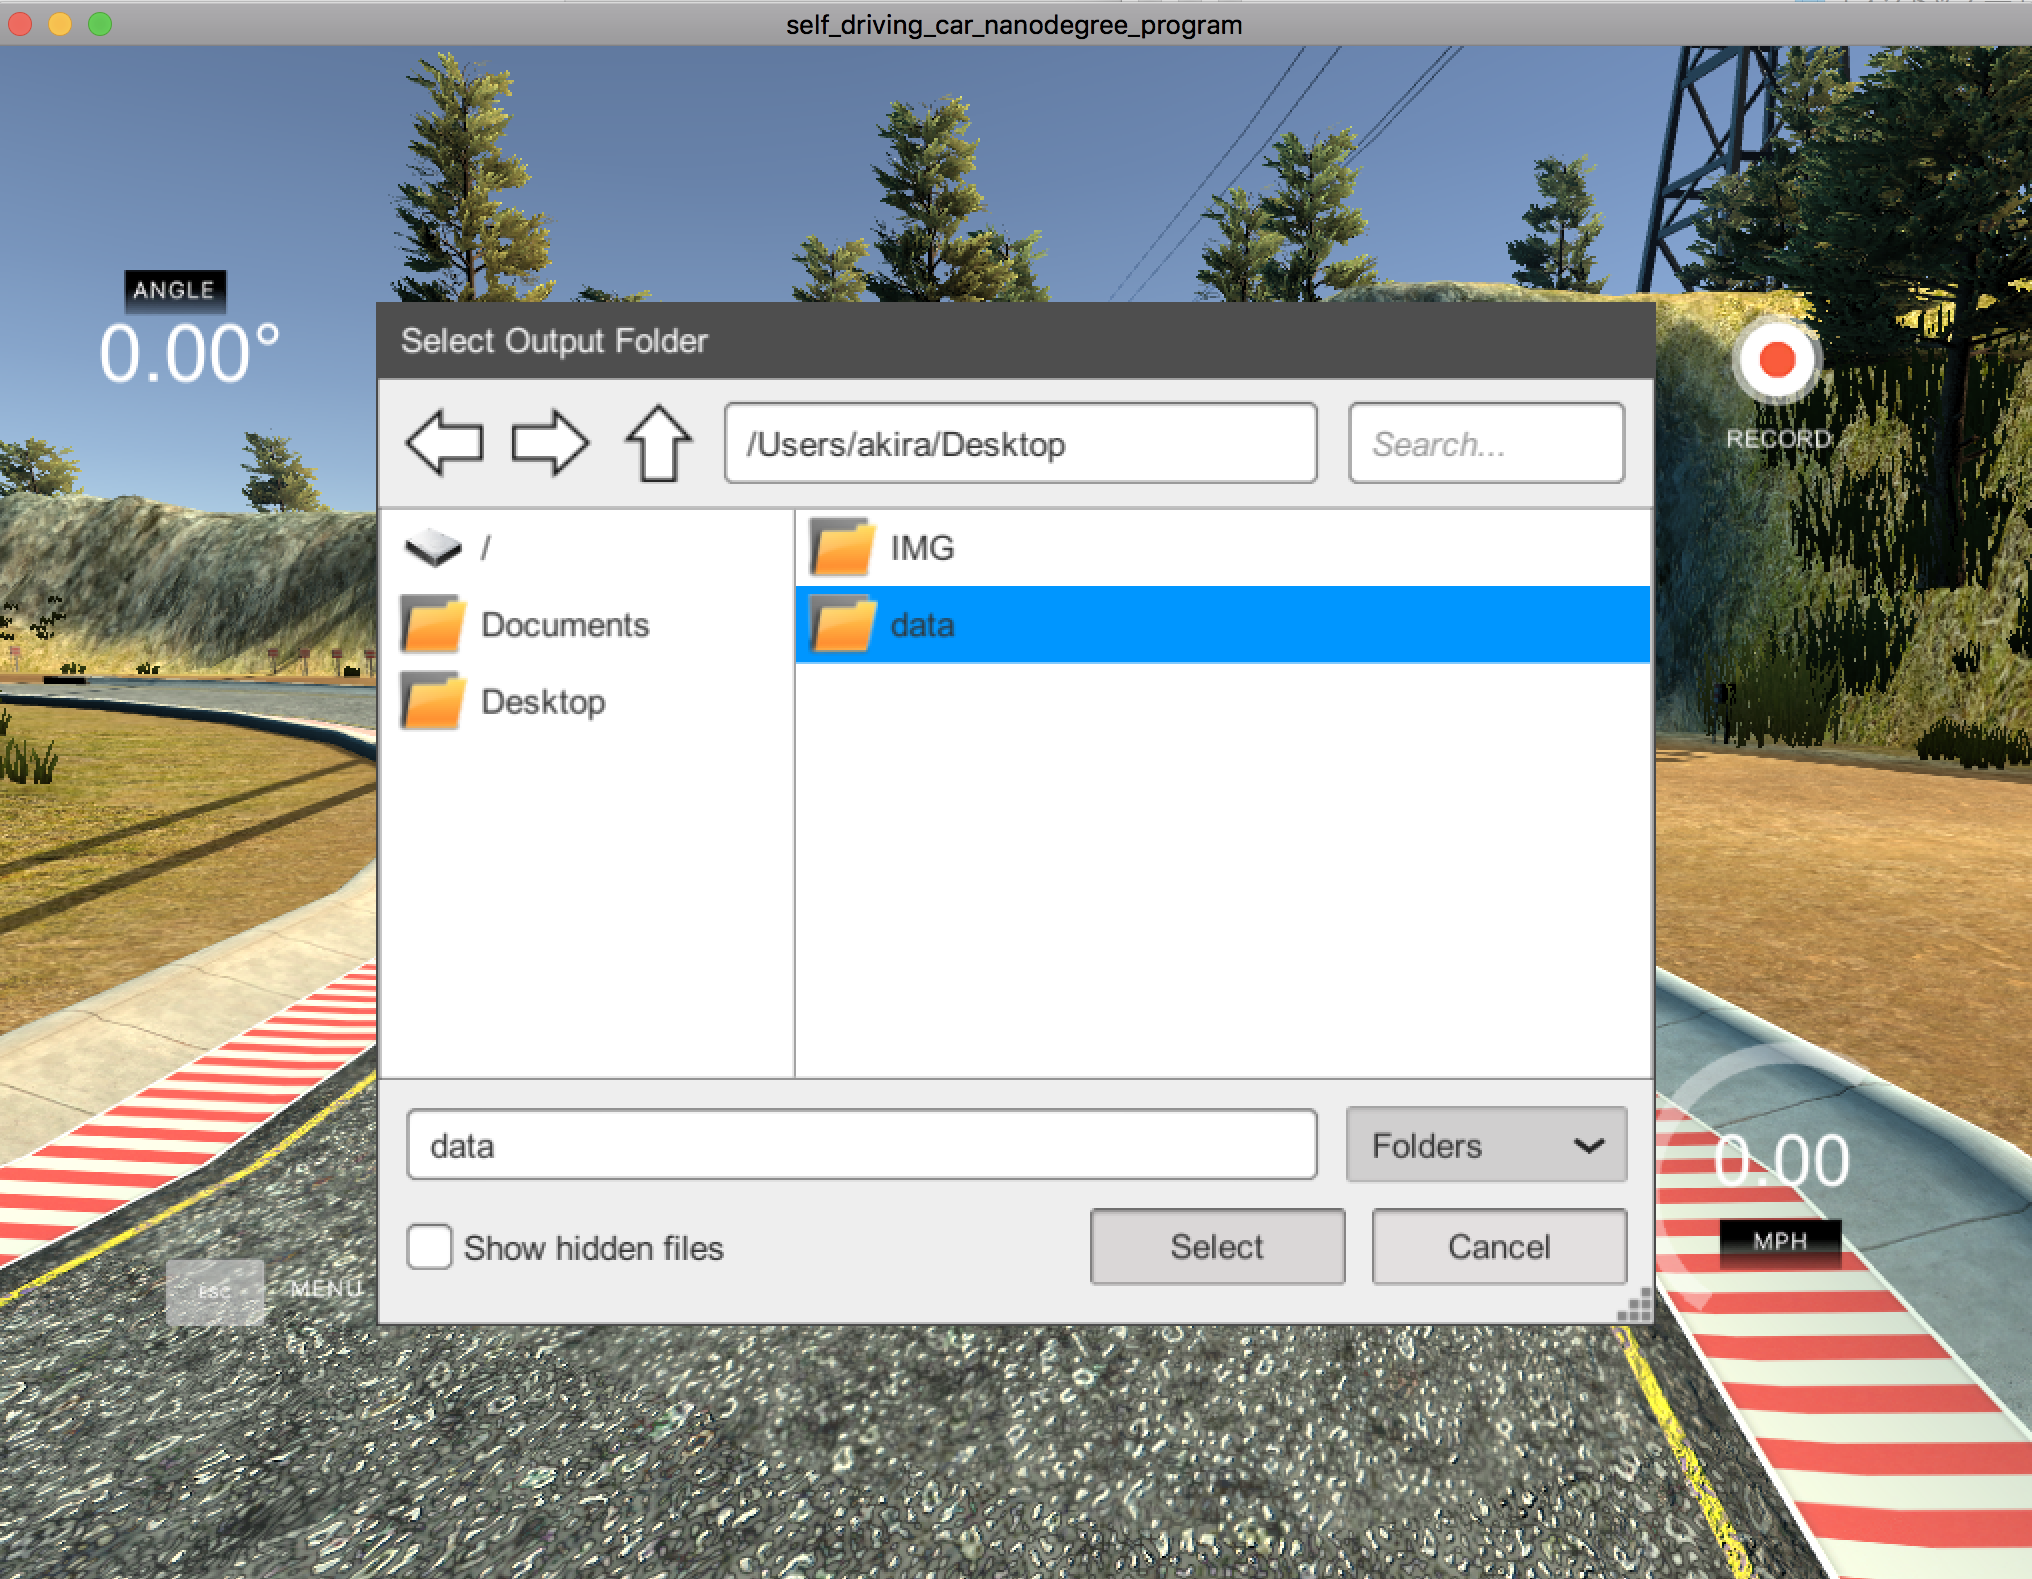 self_driving_car_nanodegree_program
ANGLE
0.00°
Select Output Folder
/Users/akira/Desktop
Search...
RECORD
/
Documents
Desktop
IMG
data
data
Folders
0.00
MPH
Show hidden files
Select
Cancel
ESC
MENU